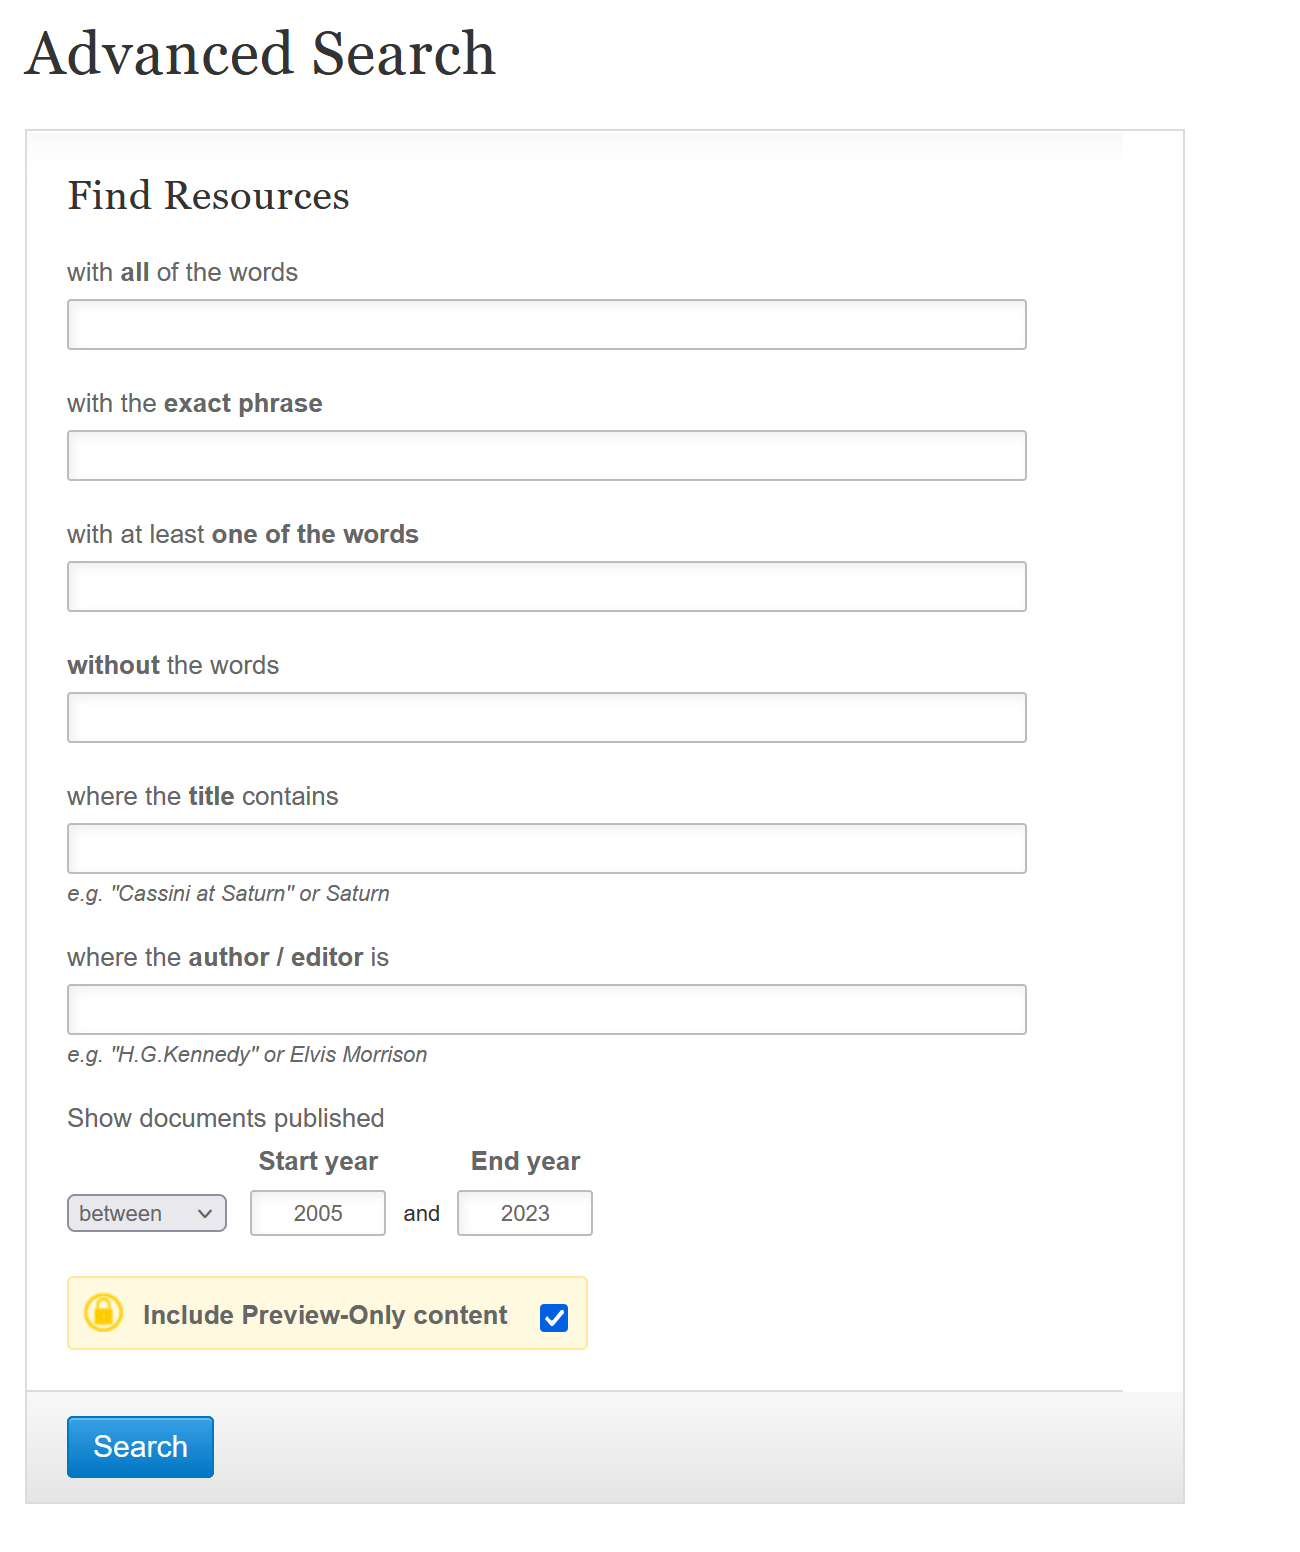 Advanced Search
Find Resources
with all of the words
with the exact phrase
with at least one of the words
without the words
where the title contains
e.g. "Cassini at Saturn" or Saturn
where the author / editor is
e.g. "H.G.Kennedy" or Elvis Morrison
Show documents published
Start year End year
between 2005 and 2023
Include Preview-Only content
Search